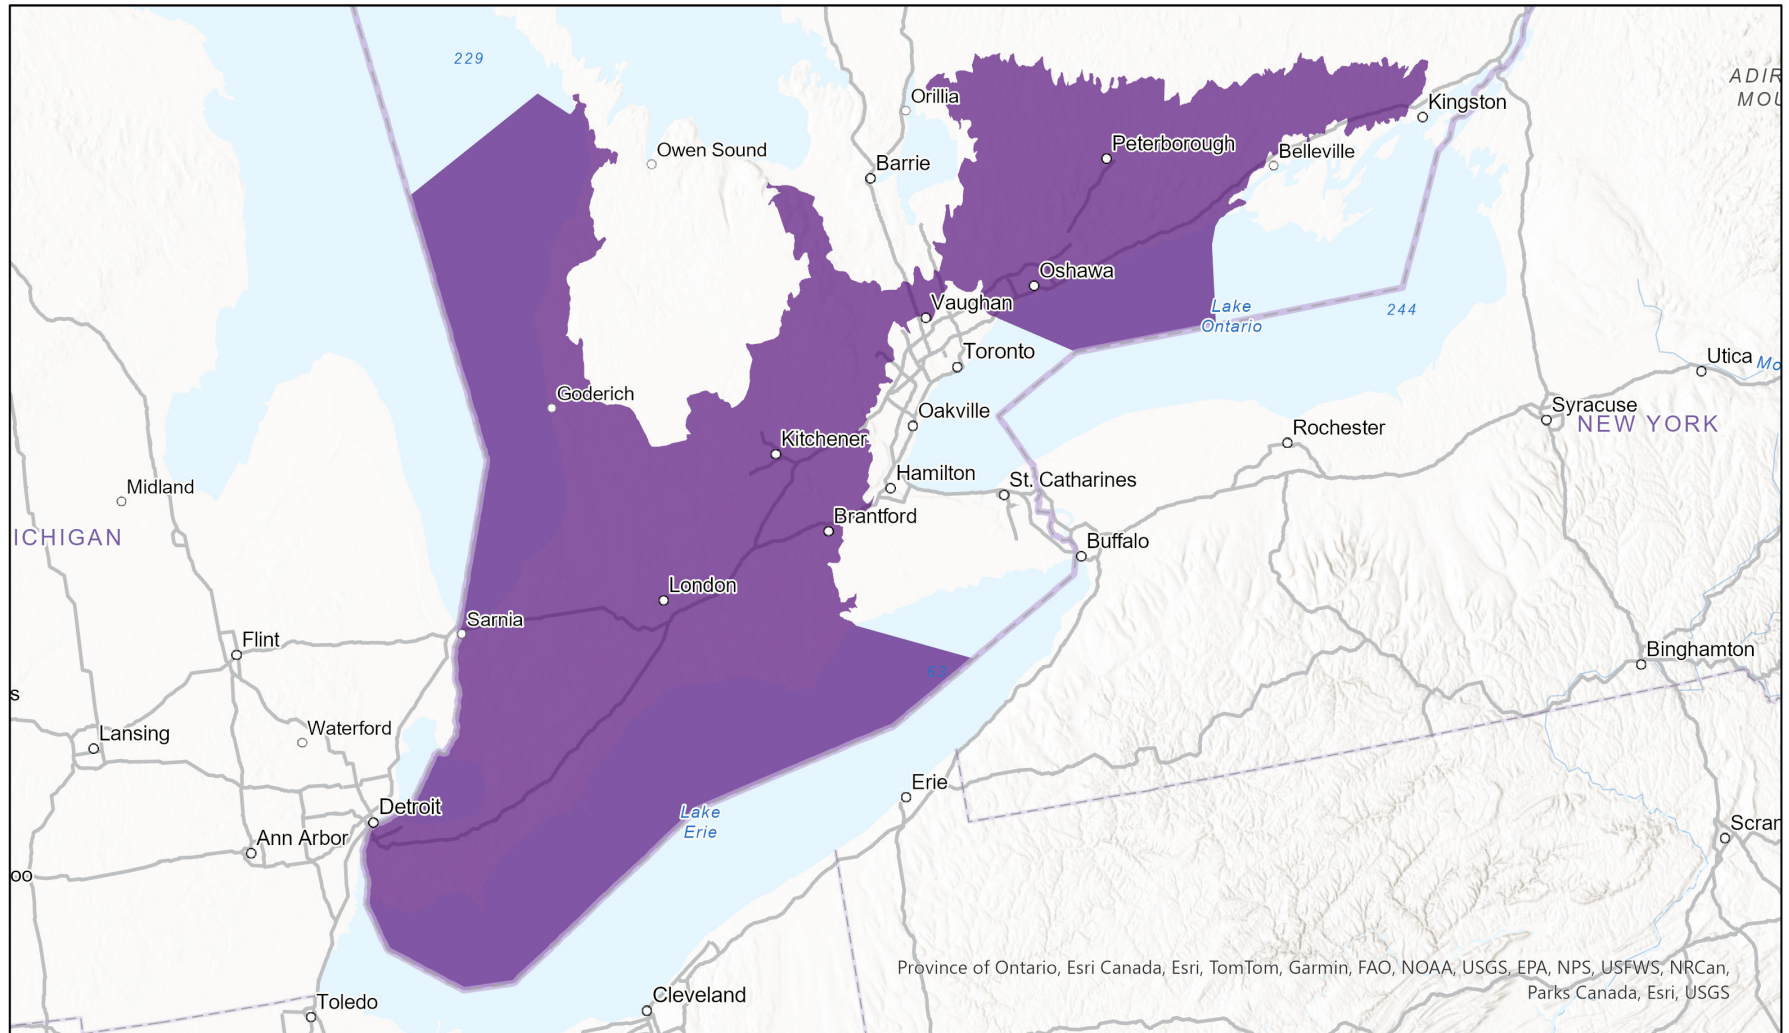 229
ADIR
MOU
Orillia
Kingston
Owen Sound
Peterborough
Belleville
Barrie
Oshawa
Vaughan
Lake
Ontario
244
Toronto
Utica
Mo
Goderich
Oakville
Syracuse
NEW YORK
Rochester
Kitchener
Hamilton
St. Catharines
Midland
Brantford
ICHIGAN
Buffalo
London
Sarnia
Flint
Binghamton
63
s
Lansing
Waterford
Erie
Detroit
Lake
Erie
Scran
Ann Arbor
oo
Province of Ontario, Esri Canada, Esri, TomTom, Garmin, FAO, NOAA, USGS, EPA, NPS, USFWS, NRCan,
Parks Canada, Esri, USGS
Toledo
Cleveland